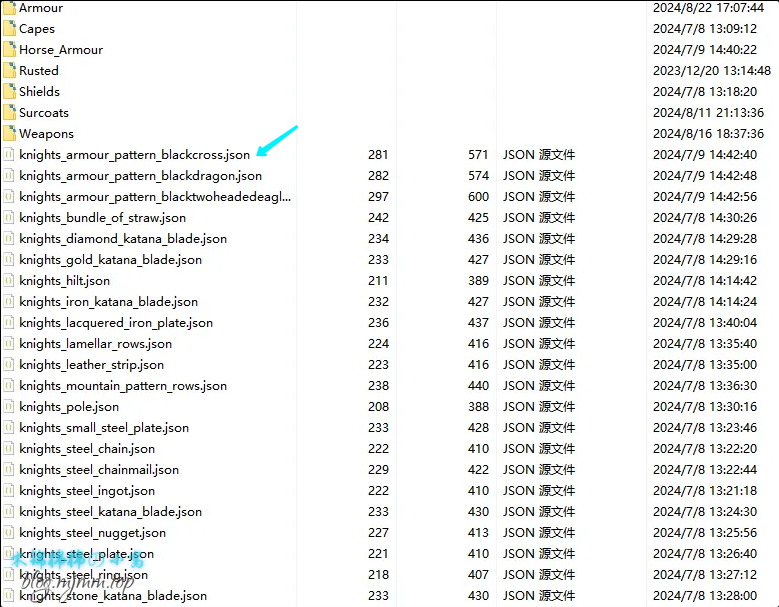 Armour 2024/8/22 17:07:44
Capes 2024/7/8 13:09:12
Horse_Armour 2024/7/9 14:40:22
Rusted 2023/12/20 13:14:48
Shields 2024/7/8 13:18:20
Surcoats 2024/8/11 21:13:36
Weapons 2024/8/16 18:37:36
knights_armour_pattern_blackcross.json 281 571 JSON 源文件 2024/7/9 14:42:40
knights_armour_pattern_blackdragon.json 282 574 JSON 源文件 2024/7/9 14:42:48
knights_armour_pattern_blacktwoheadedeagl... 297 600 JSON 源文件 2024/7/9 14:42:56
knights_bundle_of_straw.json 242 425 JSON 源文件 2024/7/8 14:30:26
knights_diamond_katana_blade.json 234 436 JSON 源文件 2024/7/8 14:29:28
knights_gold_katana_blade.json 233 427 JSON 源文件 2024/7/8 14:29:16
knights_hilt.json 211 389 JSON 源文件 2024/7/8 14:14:42
knights_iron_katana_blade.json 232 427 JSON 源文件 2024/7/8 14:14:24
knights_lacquered_iron_plate.json 236 437 JSON 源文件 2024/7/8 13:40:04
knights_lamellar_rows.json 224 416 JSON 源文件 2024/7/8 13:35:40
knights_leather_strip.json 223 416 JSON 源文件 2024/7/8 13:35:00
knights_mountain_pattern_rows.json 238 440 JSON 源文件 2024/7/8 13:36:30
knights_pole.json 208 388 JSON 源文件 2024/7/8 13:30:16
knights_small_steel_plate.json 233 428 JSON 源文件 2024/7/8 13:23:46
knights_steel_chain.json 222 410 JSON 源文件 2024/7/8 13:22:20
knights_steel_chainmail.json 229 422 JSON 源文件 2024/7/8 13:22:44
knights_steel_ingot.json 222 410 JSON 源文件 2024/7/8 13:21:18
knights_steel_katana_blade.json 233 430 JSON 源文件 2024/7/8 13:24:30
knights_steel_nugget.json 227 413 JSON 源文件 2024/7/8 13:25:56
knights_steel_plate.json 221 410 JSON 源文件 2024/7/8 13:26:40
knights_steel_ring.json 218 407 JSON 源文件 2024/7/8 13:27:12
knights_stone_katana_blade.json 233 430 JSON 源文件 2024/7/8 13:28:00